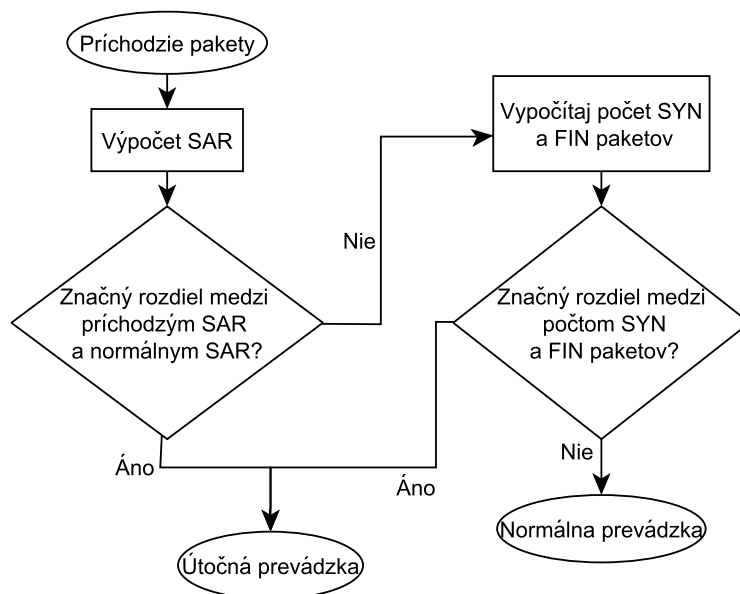 Príchodzie pakety
Výpočet SAR
Značný rozdiel medzi
príchodzým SAR
a normálnym SAR?
Nie
Vypočítaj počet SYN
a FIN paketov
Značný rozdiel medzi
počtom SYN
a FIN paketov?
Áno
Áno
Nie
Útočná prevádzka
Normálna prevádzka